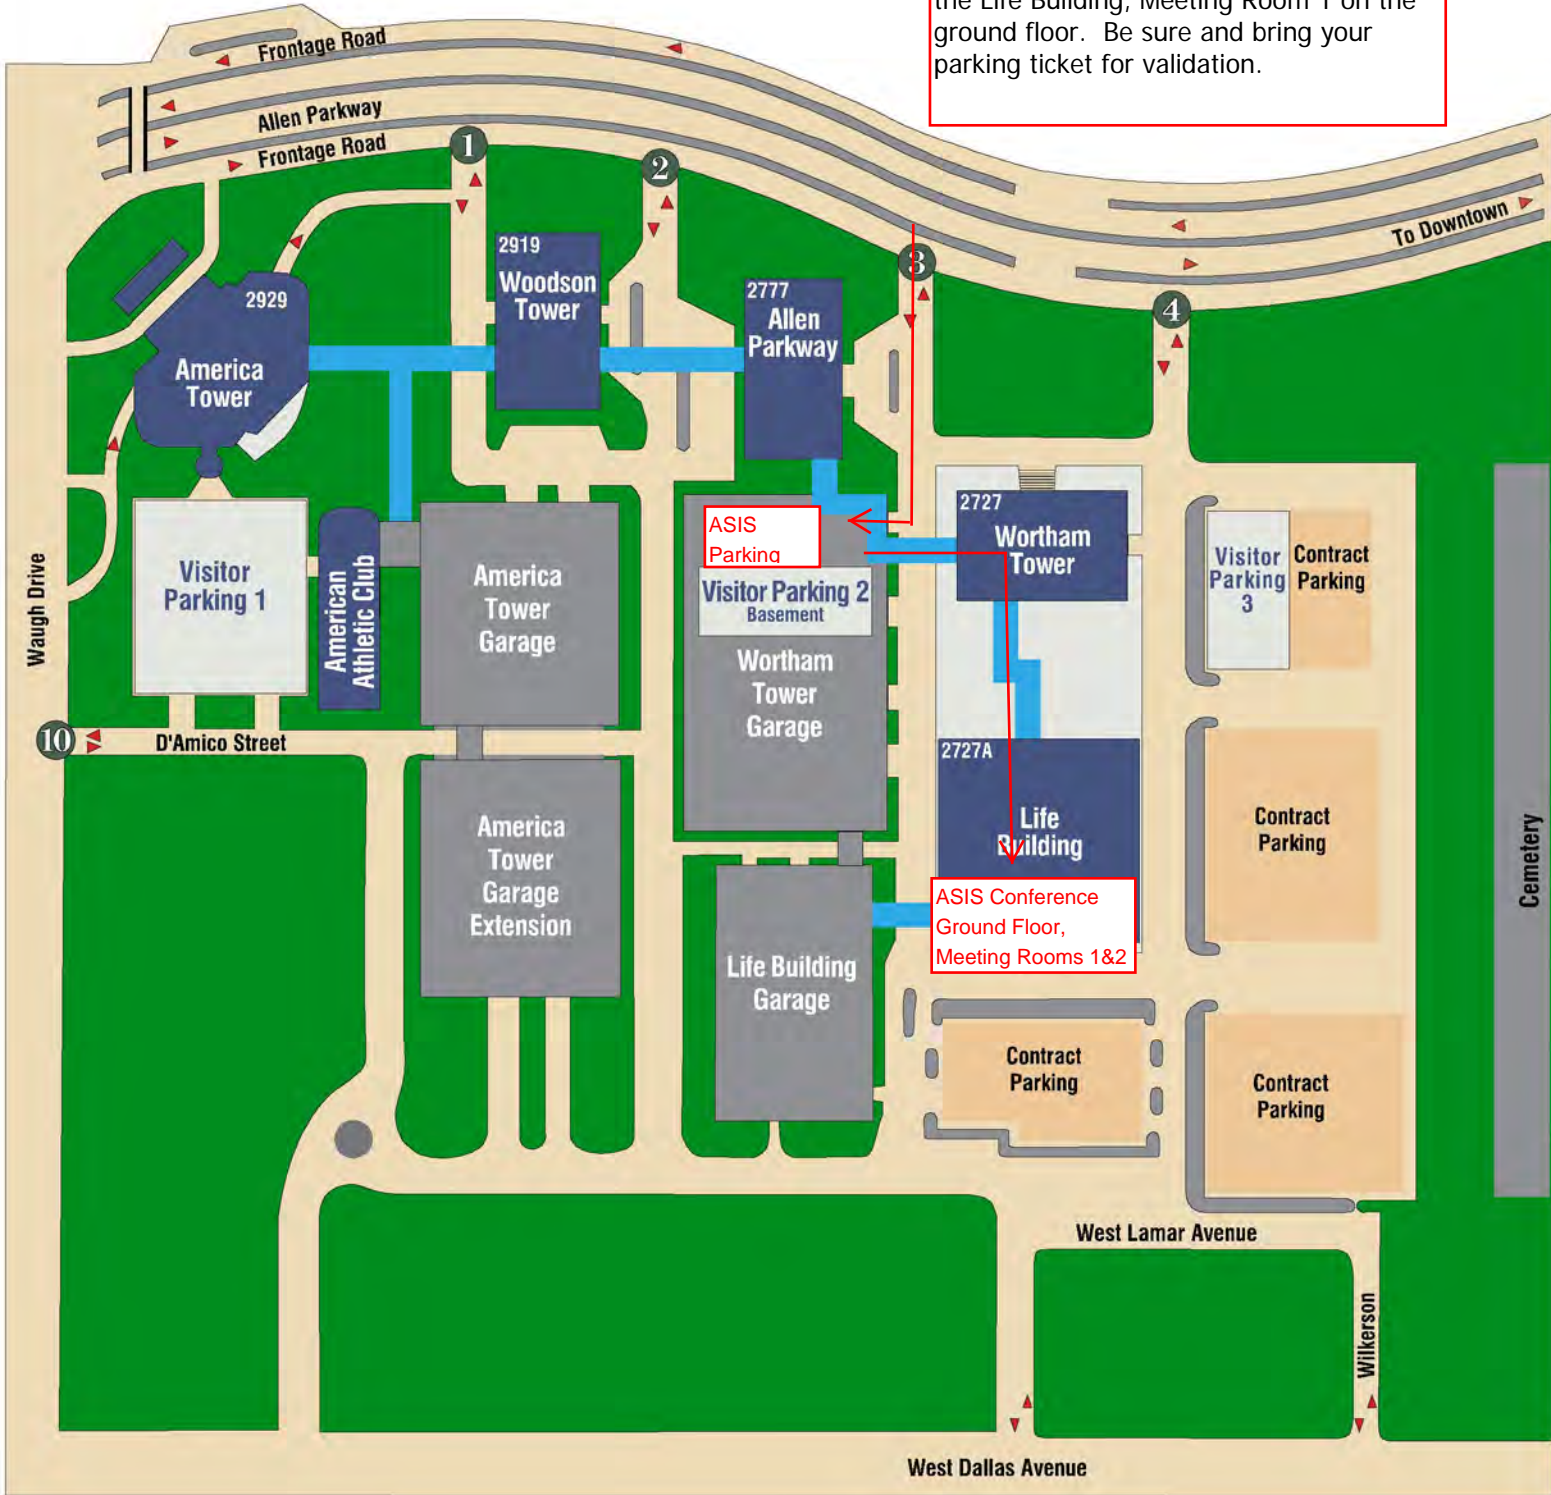 the Life Building, Meeting Room 1 on the
ground floor. Be sure and bring your
parking ticket for validation.
Frontage Road
Allen Parkway
Frontage Road
To Downtown
1
2
3
4
2919
Woodson
Tower
2777
Allen
Parkway
2929
America
Tower
ASIS
Parking
2727
Wortham
Tower
Visitor
Parking
3
Contract
Parking
Waugh Drive
Visitor
Parking 1
American
Athletic Club
America
Tower
Garage
Visitor Parking 2
Basement
Wortham
Tower
Garage
10
D'Amico Street
2727A
Life
Building
Contract
Parking
Cemetery
America
Tower
Garage
Extension
ASIS Conference
Ground Floor,
Meeting Rooms 1&2
Life Building
Garage
Contract
Parking
Contract
Parking
West Lamar Avenue
Wilkerson
West Dallas Avenue